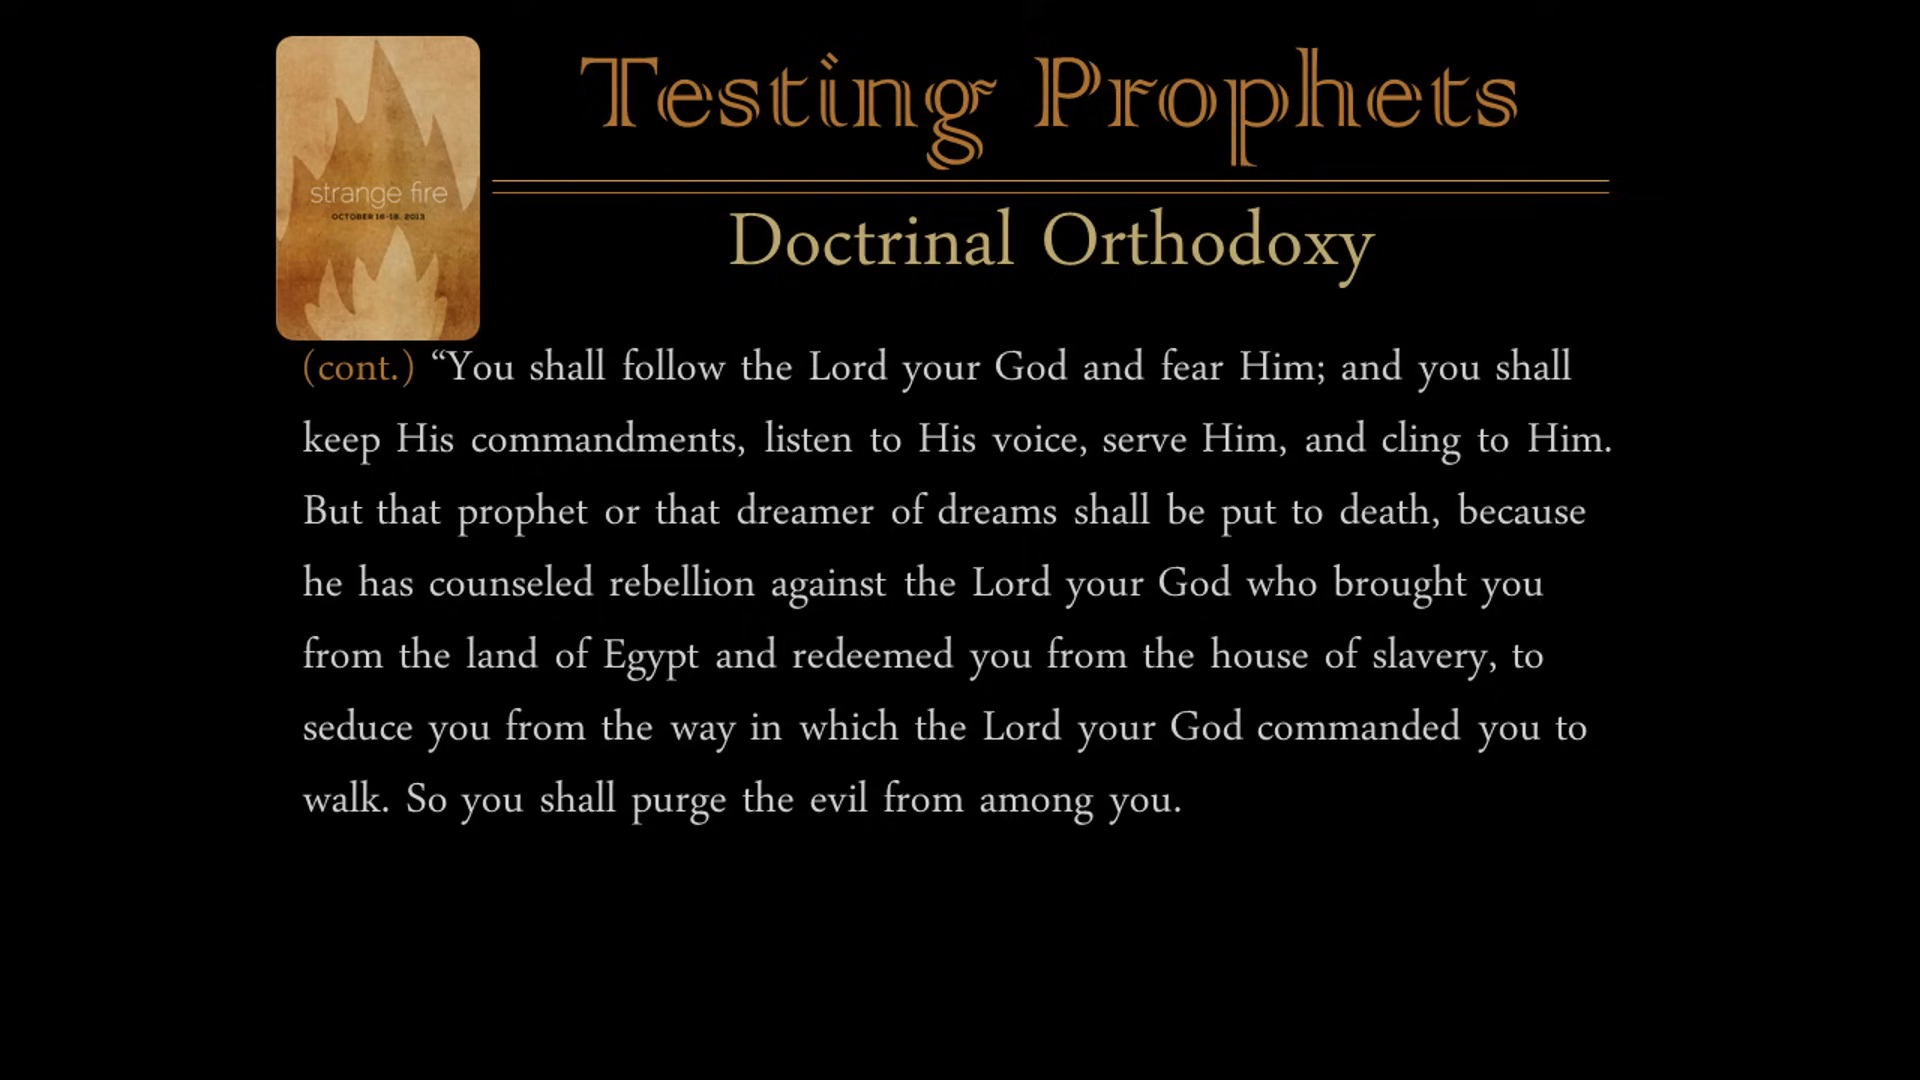 Testing Prophets
strange fire
OCTOBER 16-18, 2013
Doctrinal Orthodoxy
(cont.) “You shall follow the Lord your God and fear Him; and you shall
keep His commandments, listen to His voice, serve Him, and cling to Him.
But that prophet or that dreamer of dreams shall be put to death, because
he has counseled rebellion against the Lord your God who brought you
from the land of Egypt and redeemed you from the house of slavery, to
seduce you from the way in which the Lord your God commanded you to
walk. So you shall purge the evil from among you.